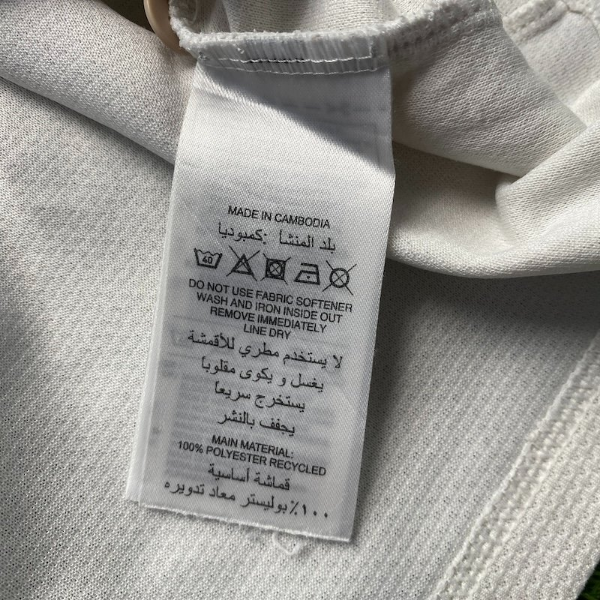 MADE IN CAMBODIA
بلد المنشأ :كمبوديا
40
DO NOT USE FABRIC SOFTENER
WASH AND IRON INSIDE OUT
REMOVE IMMEDIATELY
LINE DRY
لا يستخدم مطري للأقمشة
يغسل و يكوى مقلوباً
يستخرج سريعاً
يجفف بالنشر
MAIN MATERIAL:
100% POLYESTER RECYCLED
قماشة أساسية
١٠٠٪ بوليستر معاد تدويره